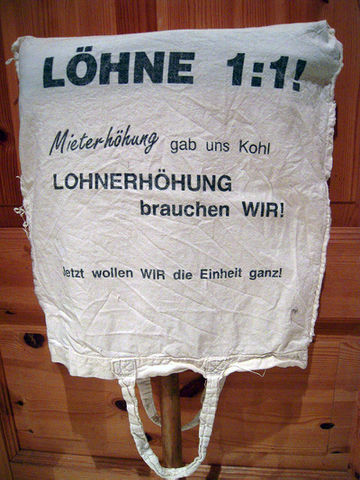 LÖHNE 1:1!
Mieterhöhung gab uns Kohl
LOHNERHÖHUNG
brauchen WIR!
Jetzt wollen WIR die Einheit ganz!